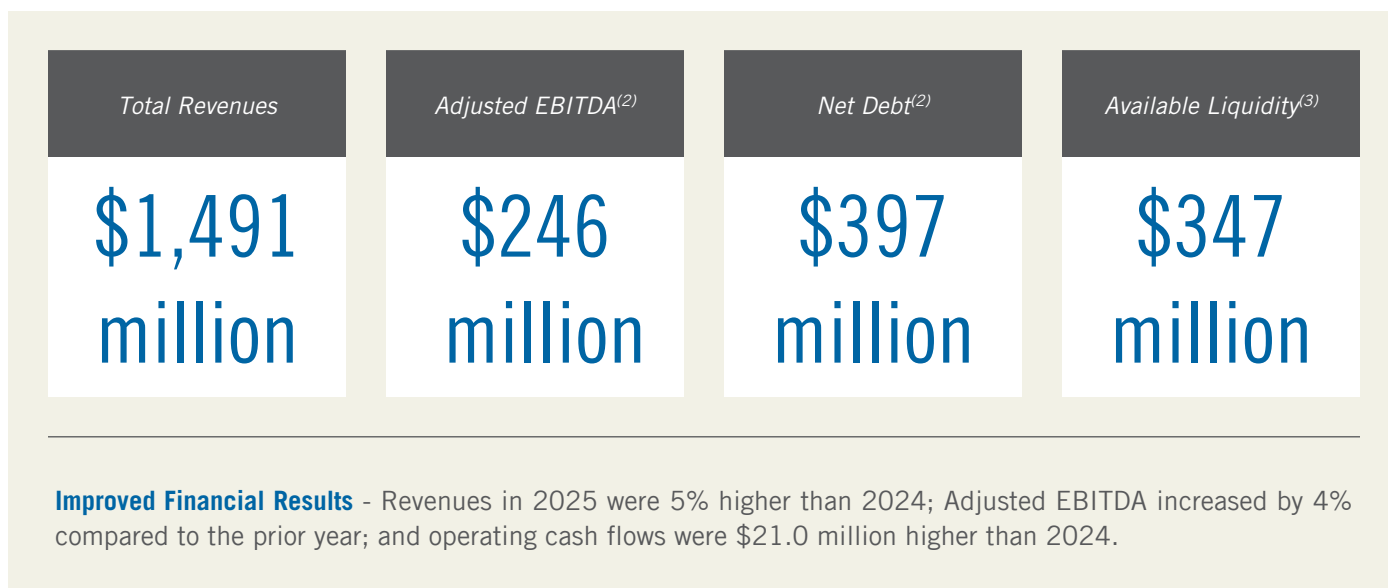 Total Revenues
Adjusted EBITDA(2)
Net Debt(2)
Available Liquidity(3)
$1,491
million
$246
million
$397
million
$347
million
Improved Financial Results - Revenues in 2025 were 5% higher than 2024; Adjusted EBITDA increased by 4%
compared to the prior year; and operating cash flows were $21.0 million higher than 2024.